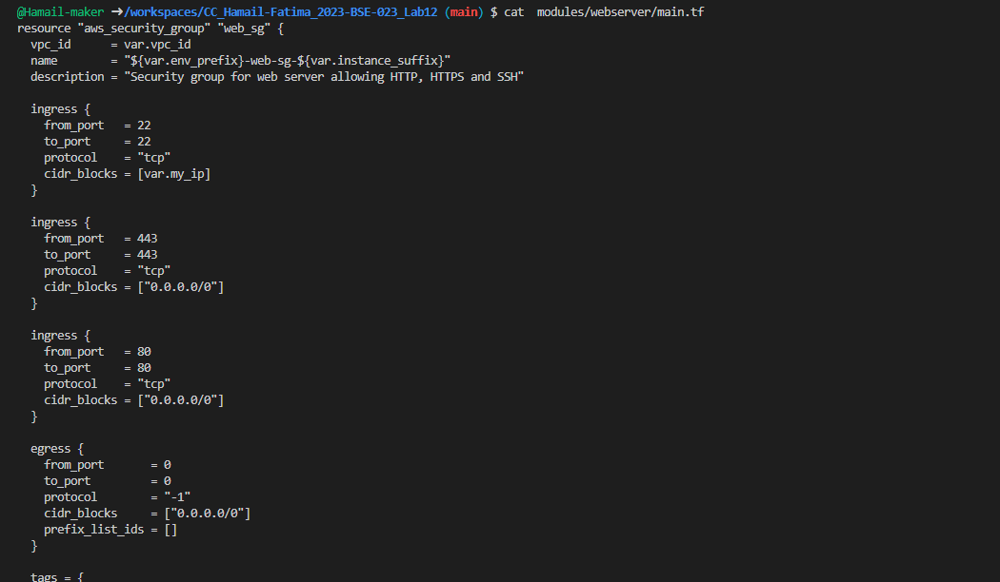 @Hamail-maker ➜/workspaces/CC_Hamail-Fatima_2023-BSE-023_Lab12 (main) $ cat  modules/webserver/main.tf
resource "aws_security_group" "web_sg" {
  vpc_id      = var.vpc_id
  name        = "${var.env_prefix}-web-sg-${var.instance_suffix}"
  description = "Security group for web server allowing HTTP, HTTPS and SSH"

  ingress {
    from_port   = 22
    to_port     = 22
    protocol    = "tcp"
    cidr_blocks = [var.my_ip]
  }

  ingress {
    from_port   = 443
    to_port     = 443
    protocol    = "tcp"
    cidr_blocks = ["0.0.0.0/0"]
  }

  ingress {
    from_port   = 80
    to_port     = 80
    protocol    = "tcp"
    cidr_blocks = ["0.0.0.0/0"]
  }

  egress {
    from_port       = 0
    to_port         = 0
    protocol        = "-1"
    cidr_blocks     = ["0.0.0.0/0"]
    prefix_list_ids = []
  }

  tags = {